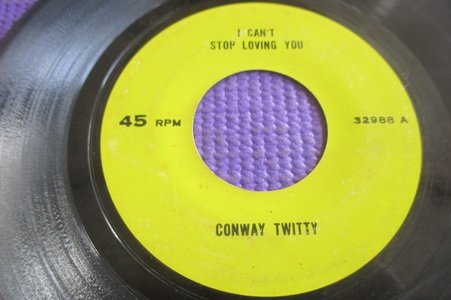 I CAN'T
STOP LOVING YOU
45 RPM
32988 A
CONWAY TWITTY